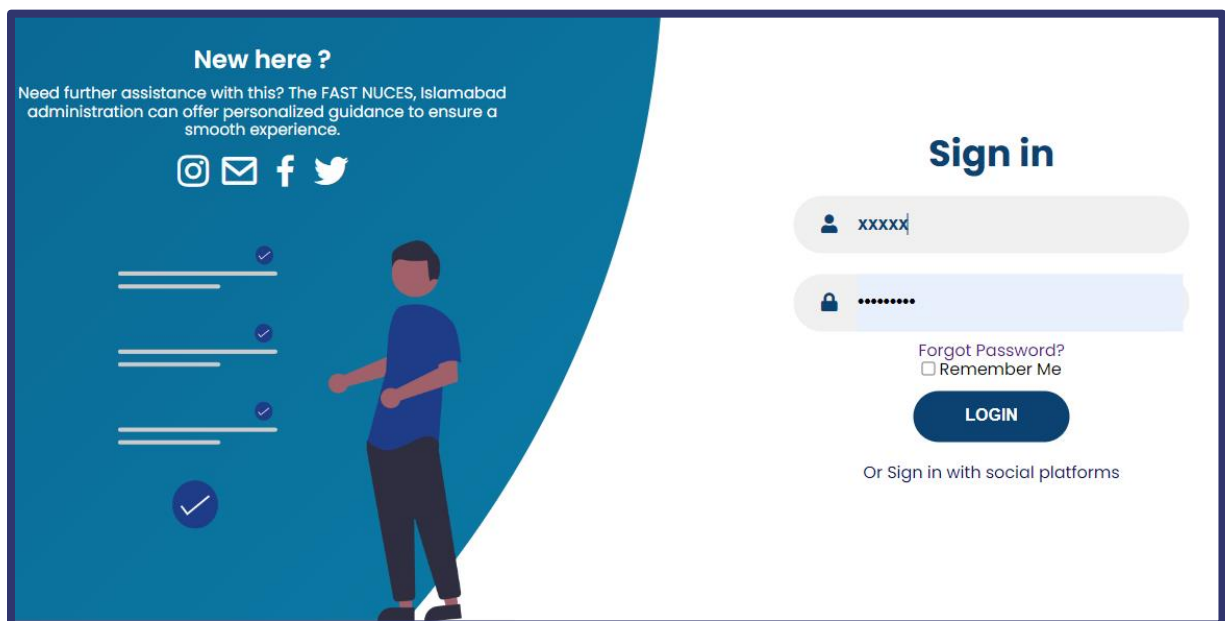 New here ?
Need further assistance with this? The FAST NUCES, Islamabad
administration can offer personalized guidance to ensure a
smooth experience.
Sign in
xxxxx
•••••••••
Forgot Password?
Remember Me
LOGIN
Or Sign in with social platforms